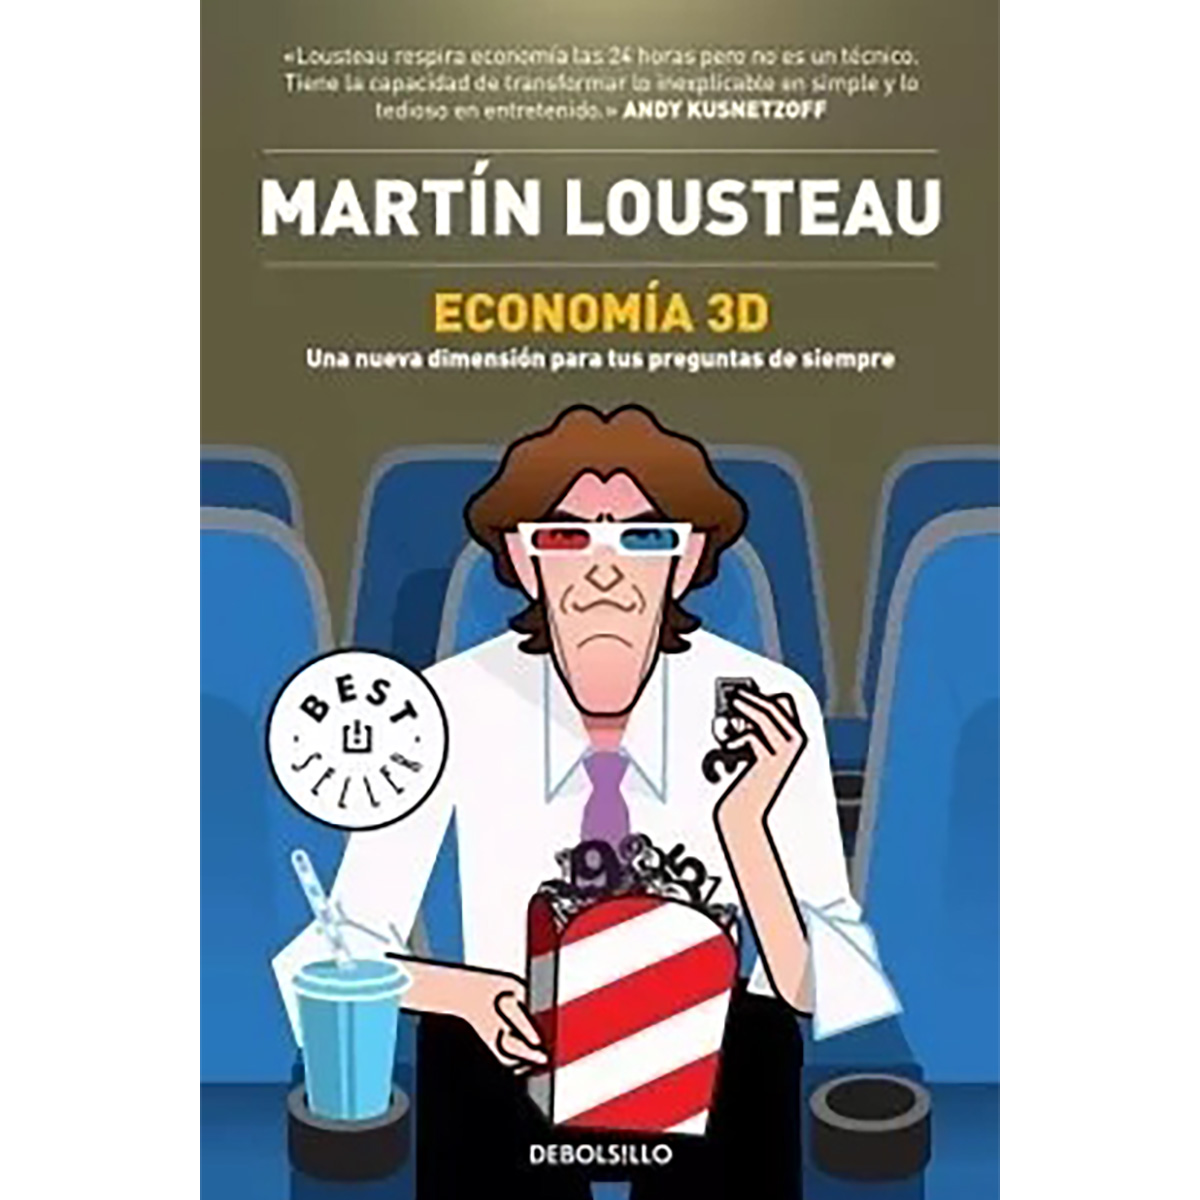 «Lousteau respira economía las 24 horas pero no es un técnico.
Tiene la capacidad de transformar lo inexplicable en simple y lo
tedioso en entretenido.» ANDY KUSNETZOFF
MARTÍN LOUSTEAU
ECONOMÍA 3D
Una nueva dimensión para tus preguntas de siempre
BEST
SELLER
DEBOLS!LLO